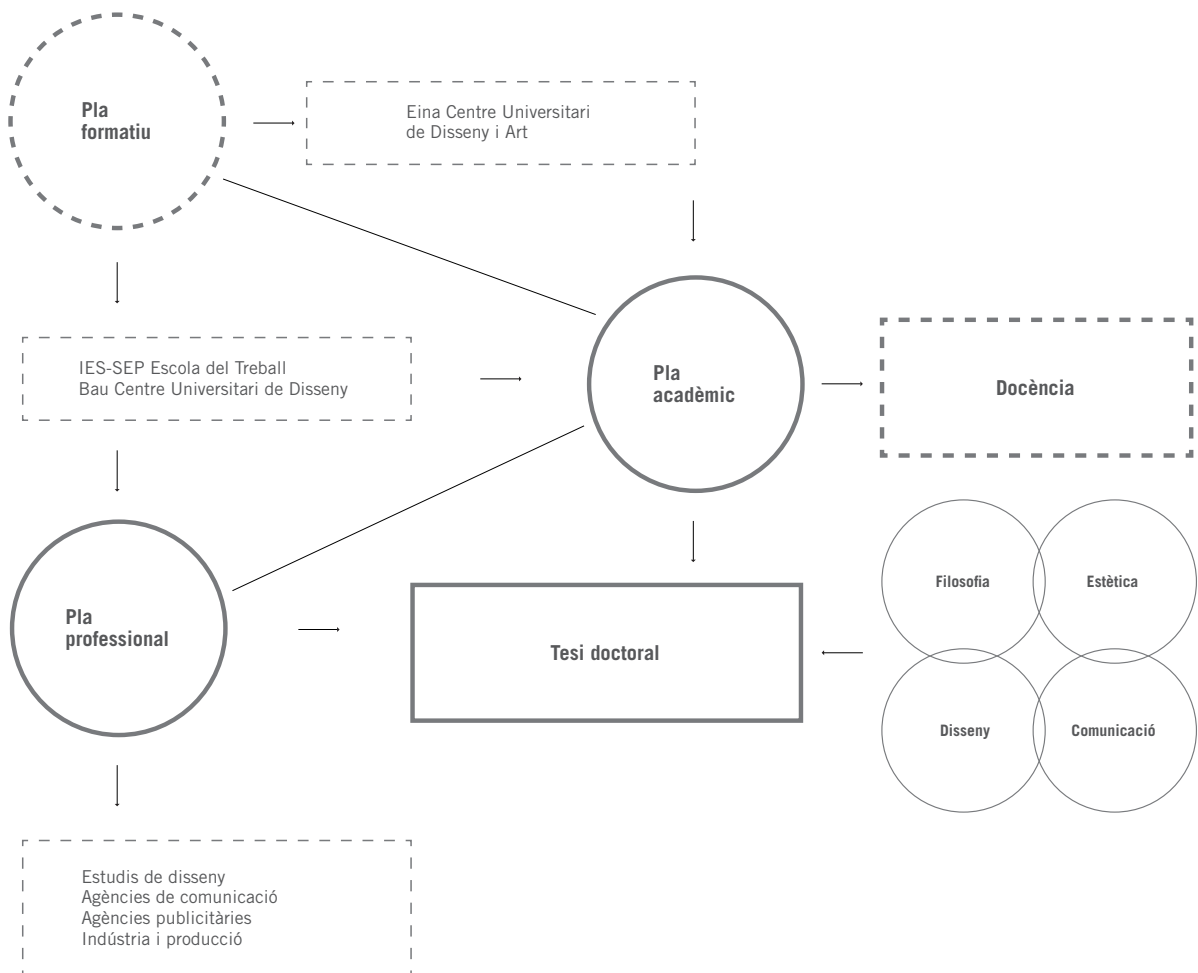 Pla
formatiu
Eina Centre Universitari
de Disseny i Art
IES-SEP Escola del Treball
Bau Centre Universitari de Disseny
Pla
acadèmic
Docència
Pla
professional
Tesi doctoral
Filosofia
Estètica
Disseny
Comunicació
Estudis de disseny
Agències de comunicació
Agències publicitàries
Indústria i producció